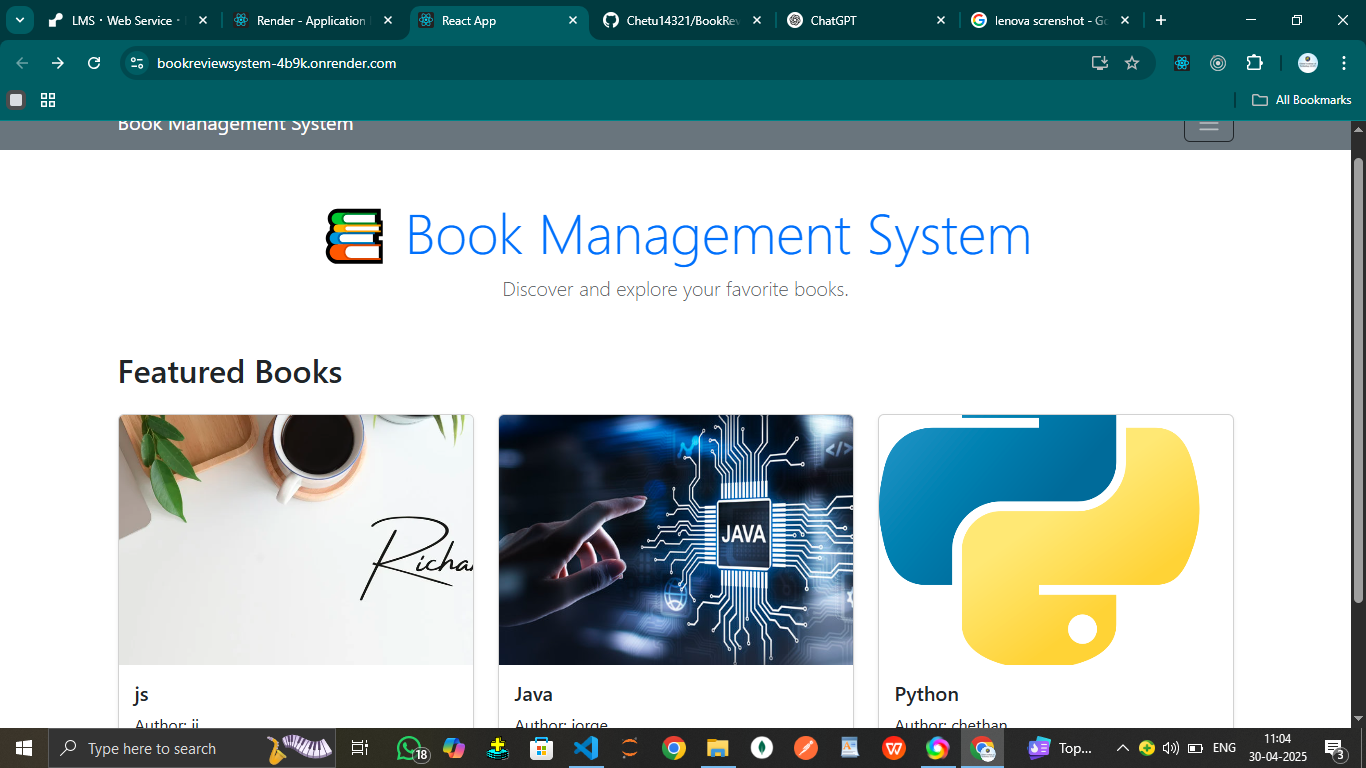 LMS · Web Service ·
Render - Application
React App
Chetu14321/BookRev
ChatGPT
lenova screnshot - Go
bookreviewsystem-4b9k.onrender.com
All Bookmarks
Book Management System
Book Management System
Discover and explore your favorite books.
Featured Books
Richar
JAVA
</>
js
Java
Python
Author: jj
Author: jorge
Author: chethan
Type here to search
18
Top...
ENG
11:04
30-04-2025
3